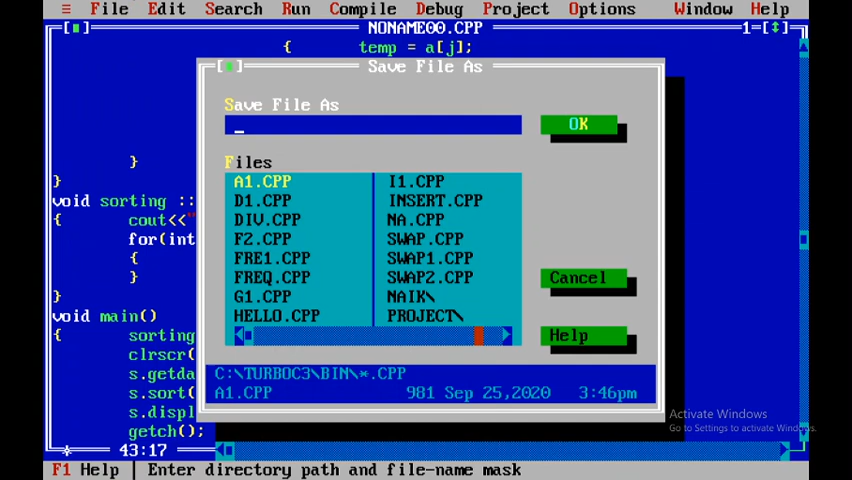 ≡ File Edit Search Run Compile Debug Project Options Window Help
[■] NONAME00.CPP 1=[↕]
{ temp = a[j];
[■] Save File As
Save File As
OK
}
Files
}
A1.CPP I1.CPP
void sorting ::
D1.CPP INSERT.CPP
{ cout<<"
DIV.CPP NA.CPP
for(int
F2.CPP SWAP.CPP
{
FRE1.CPP SWAP1.CPP
}
FREQ.CPP SWAP2.CPP
Cancel
}
G1.CPP NAIK\
void main()
HELLO.CPP PROJECT\
{ sorting
Help
clrscr(
s.getda
C:\TURBOC3\BIN\*.CPP
s.sort(
A1.CPP 981 Sep 25,2020 3:46pm
s.displ
getch();
Activate Windows
Go to Settings to activate Windows.
43:17
F1 Help | Enter directory path and file-name mask